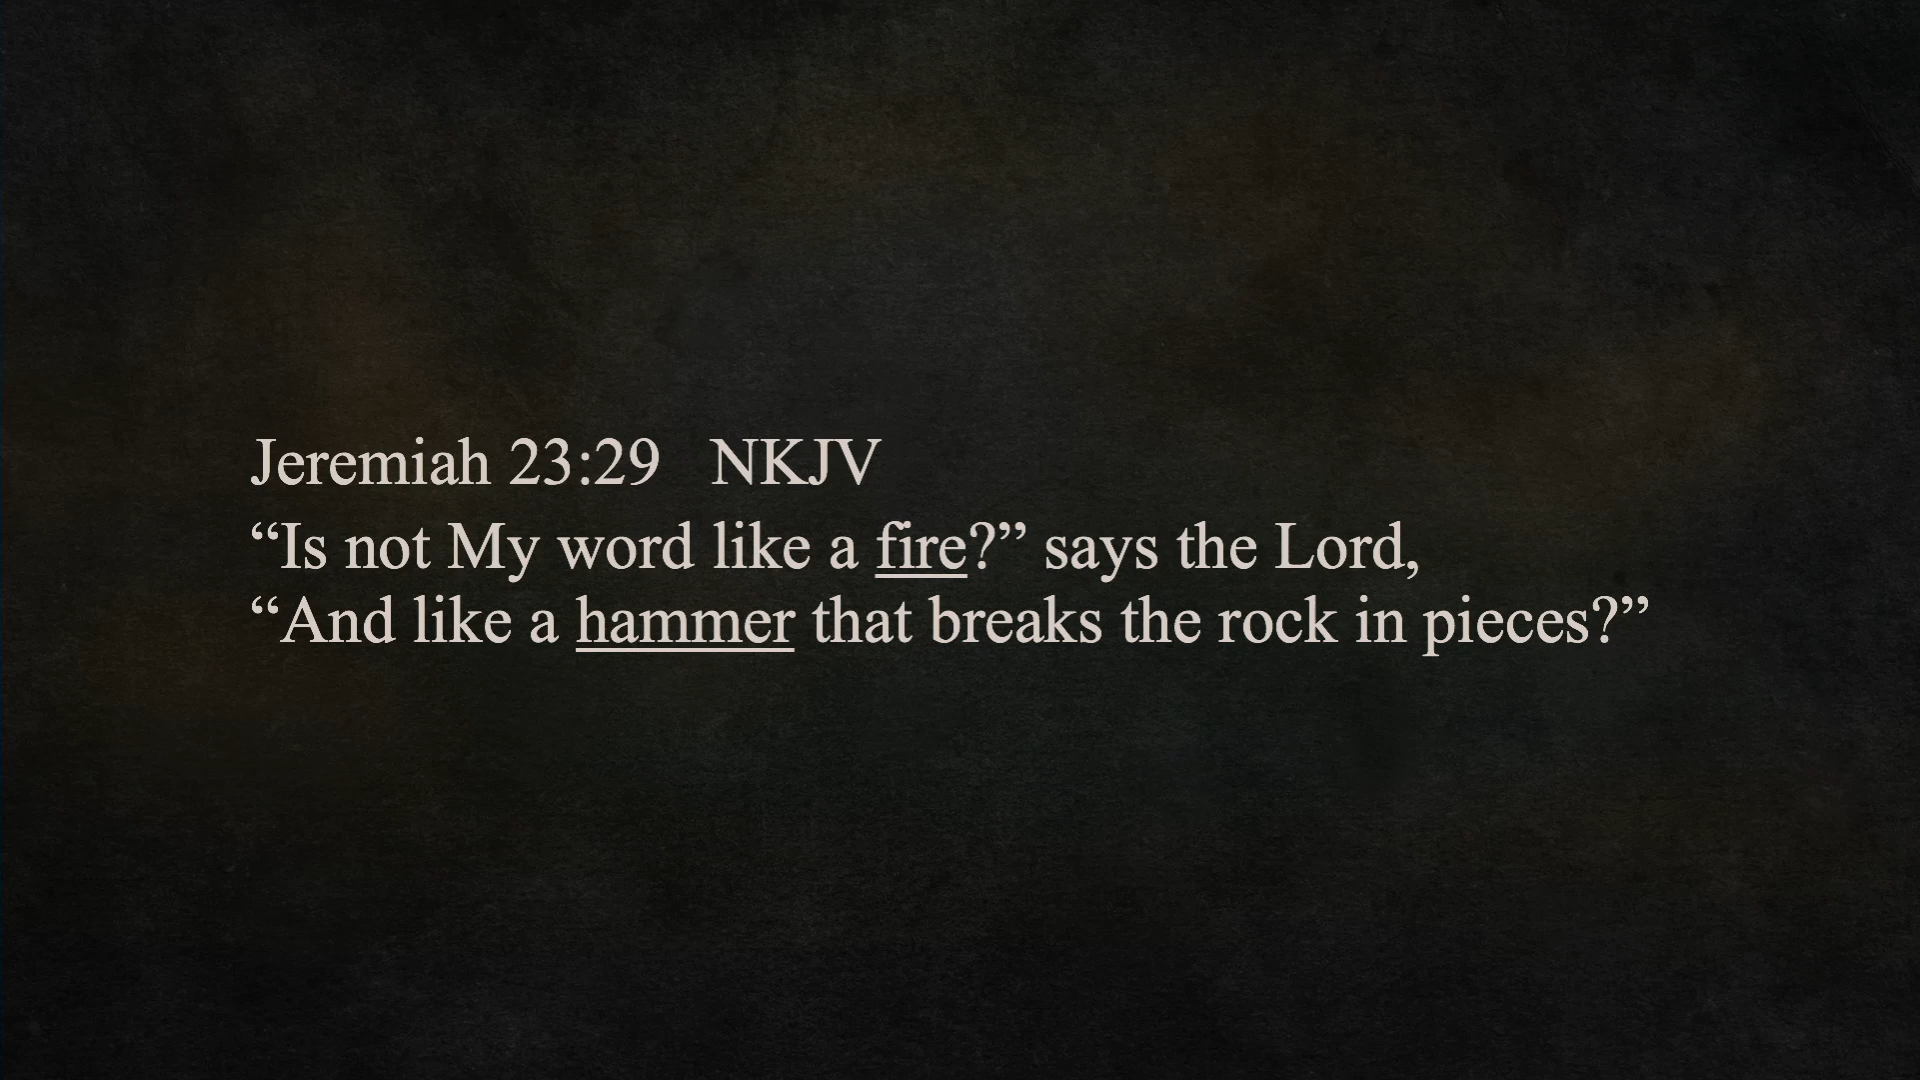 Jeremiah 23:29   NKJV
“Is not My word like a fire?” says the Lord,
“And like a hammer that breaks the rock in pieces?”